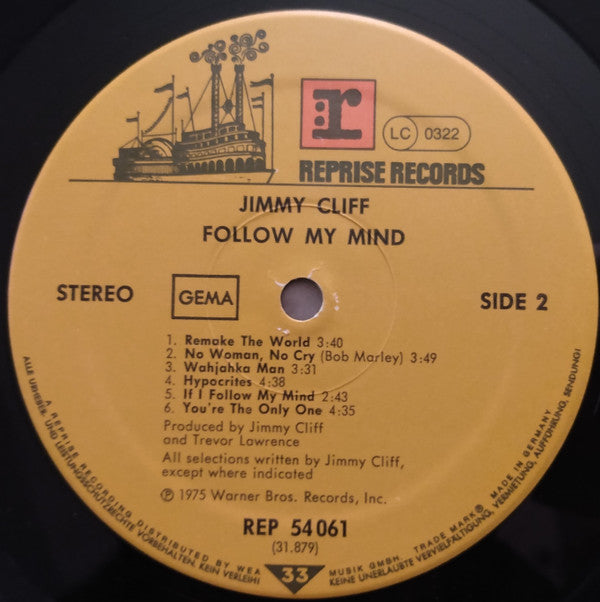 r
LC 0322
REPRISE RECORDS
JIMMY CLIFF
FOLLOW MY MIND
STEREO
GEMA
SIDE 2
1. Remake The World 3:40
2. No Woman, No Cry (Bob Marley) 3:49
3. Wahjahka Man 3:31
4. Hypocrites 4:38
5. If I Follow My Mind 2:43
6. You're The Only One 4:35
Produced by Jimmy Cliff
and Trevor Lawrence
All selections written by Jimmy Cliff,
except where indicated
Ⓟ 1975 Warner Bros. Records, Inc.
REP 54 061
(31.879)
33
A REPRISE RECORDING DISTRIBUTED BY WEA MUSIK GMBH. TRADE MARK® MADE IN GERMANY
ALLE URHEBER- UND LEISTUNGSSCHUTZRECHTE VORBEHALTEN. KEIN VERLEIH! KEINE UNERLAUBTE VERVIELFÄLTIGUNG, VERMIETUNG, AUFFÜHRUNG, SENDUNG!